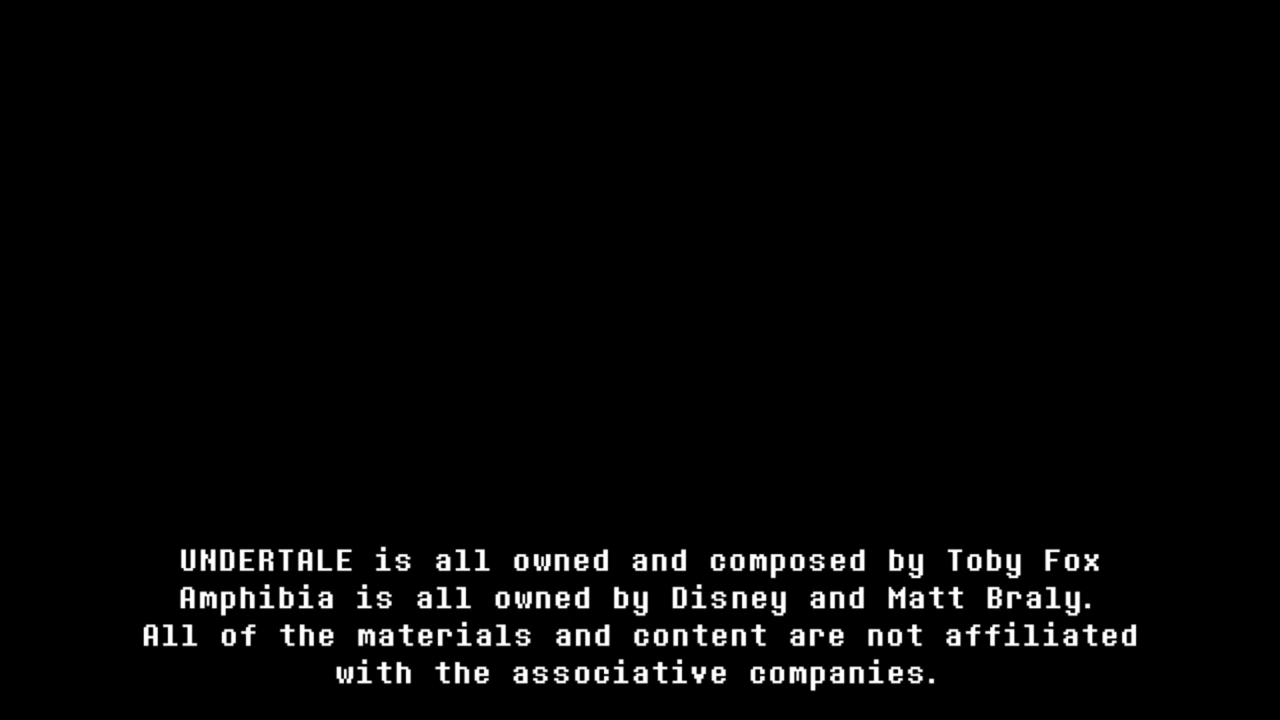 UNDERTALE is all owned and composed by Toby Fox
Amphibia is all owned by Disney and Matt Braly.
All of the materials and content are not affiliated
with the associative companies.